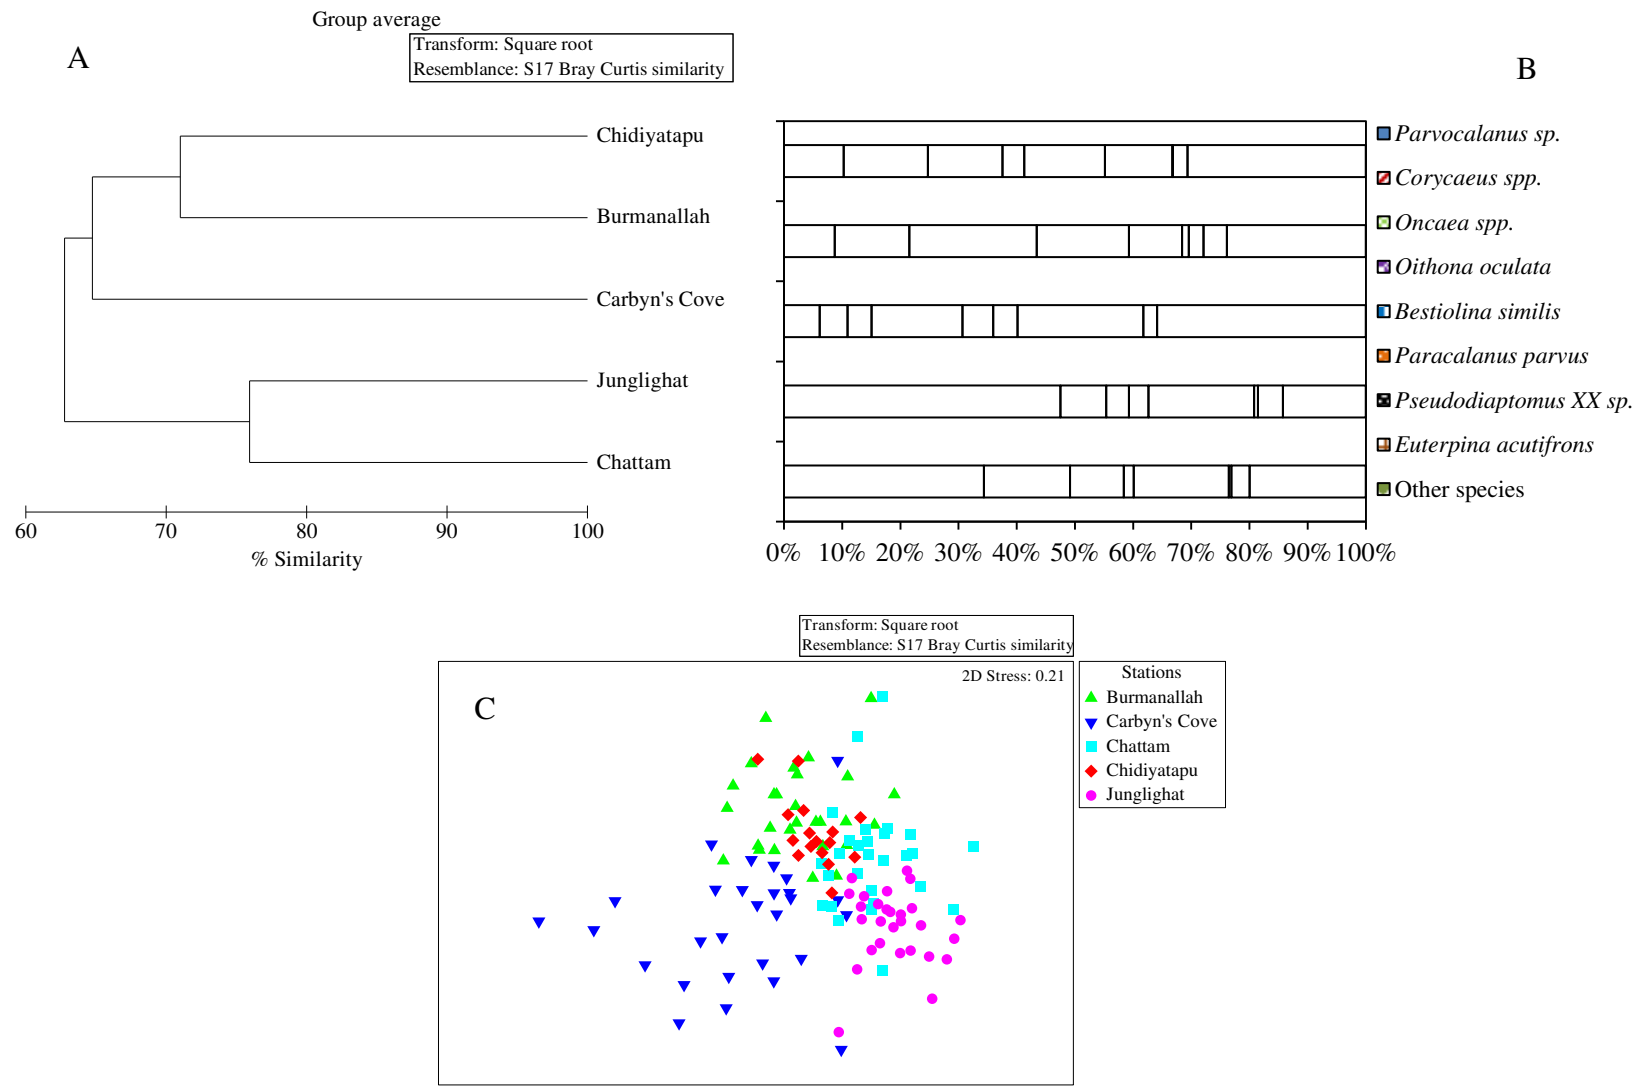 Group average
A
Transform: Square root
Resemblance: S17 Bray Curtis similarity
Chidiyatapu
Burmanallah
Carbyn's Cove
Junglighat
Chattam
60 70 80 90 100
% Similarity
B
Parvocalanus sp.
Corycaeus spp.
Oncaea spp.
Oithona oculata
Bestiolina similis
Paracalanus parvus
Pseudodiaptomus XX sp.
Euterpina acutifrons
Other species
0% 10% 20% 30% 40% 50% 60% 70% 80% 90% 100%
Transform: Square root
Resemblance: S17 Bray Curtis similarity
2D Stress: 0.21
C
Stations
Burmanallah
Carbyn's Cove
Chattam
Chidiyatapu
Junglighat